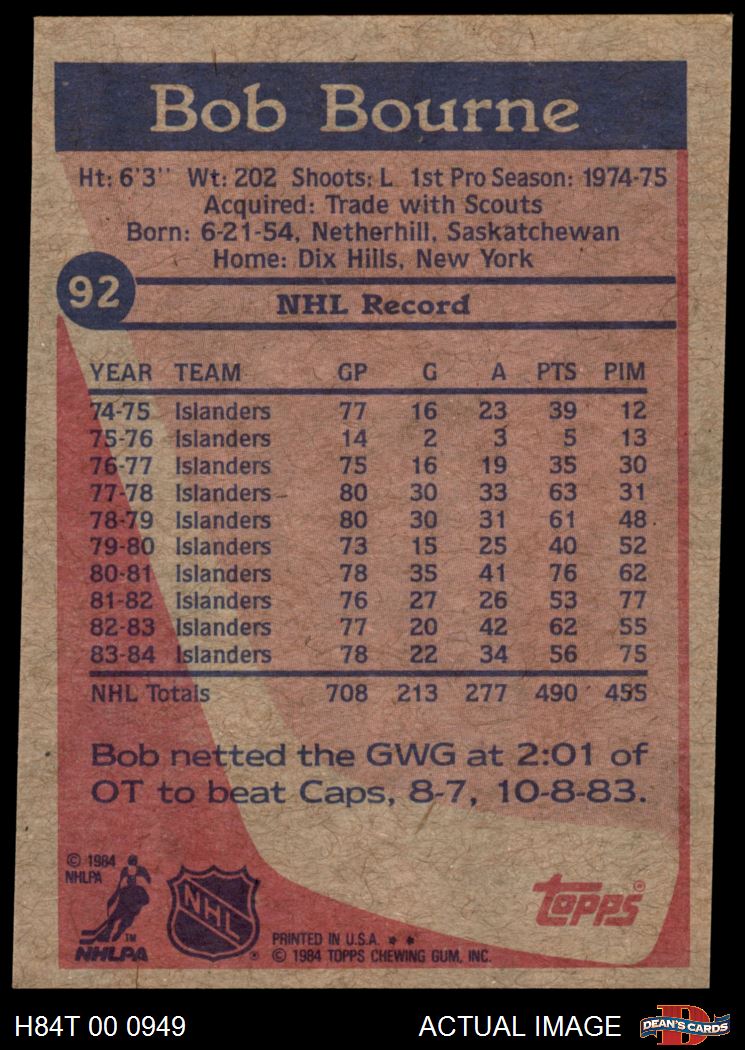 Bob Bourne
Ht: 6'3" Wt: 202 Shoots: L 1st Pro Season: 1974-75
Acquired: Trade with Scouts
Born: 6-21-54, Netherhill, Saskatchewan
Home: Dix Hills, New York
92
NHL Record
YEAR TEAM GP G A PTS PIM
74-75 Islanders 77 16 23 39 12
75-76 Islanders 14 2 3 5 13
76-77 Islanders 75 16 19 35 30
77-78 Islanders 80 30 33 63 31
78-79 Islanders 80 30 31 61 48
79-80 Islanders 73 15 25 40 52
80-81 Islanders 78 35 41 76 62
81-82 Islanders 76 27 26 53 77
82-83 Islanders 77 20 42 62 55
83-84 Islanders 78 22 34 56 75
NHL Totals 708 213 277 490 455
Bob netted the GWG at 2:01 of
OT to beat Caps, 8-7, 10-8-83.
© 1984
NHLPA
™
NHLPA
NHL
®
topps®
PRINTED IN U.S.A. **
© 1984 TOPPS CHEWING GUM, INC.
H84T 00 0949
ACTUAL IMAGE
D
DEAN'S CARDS